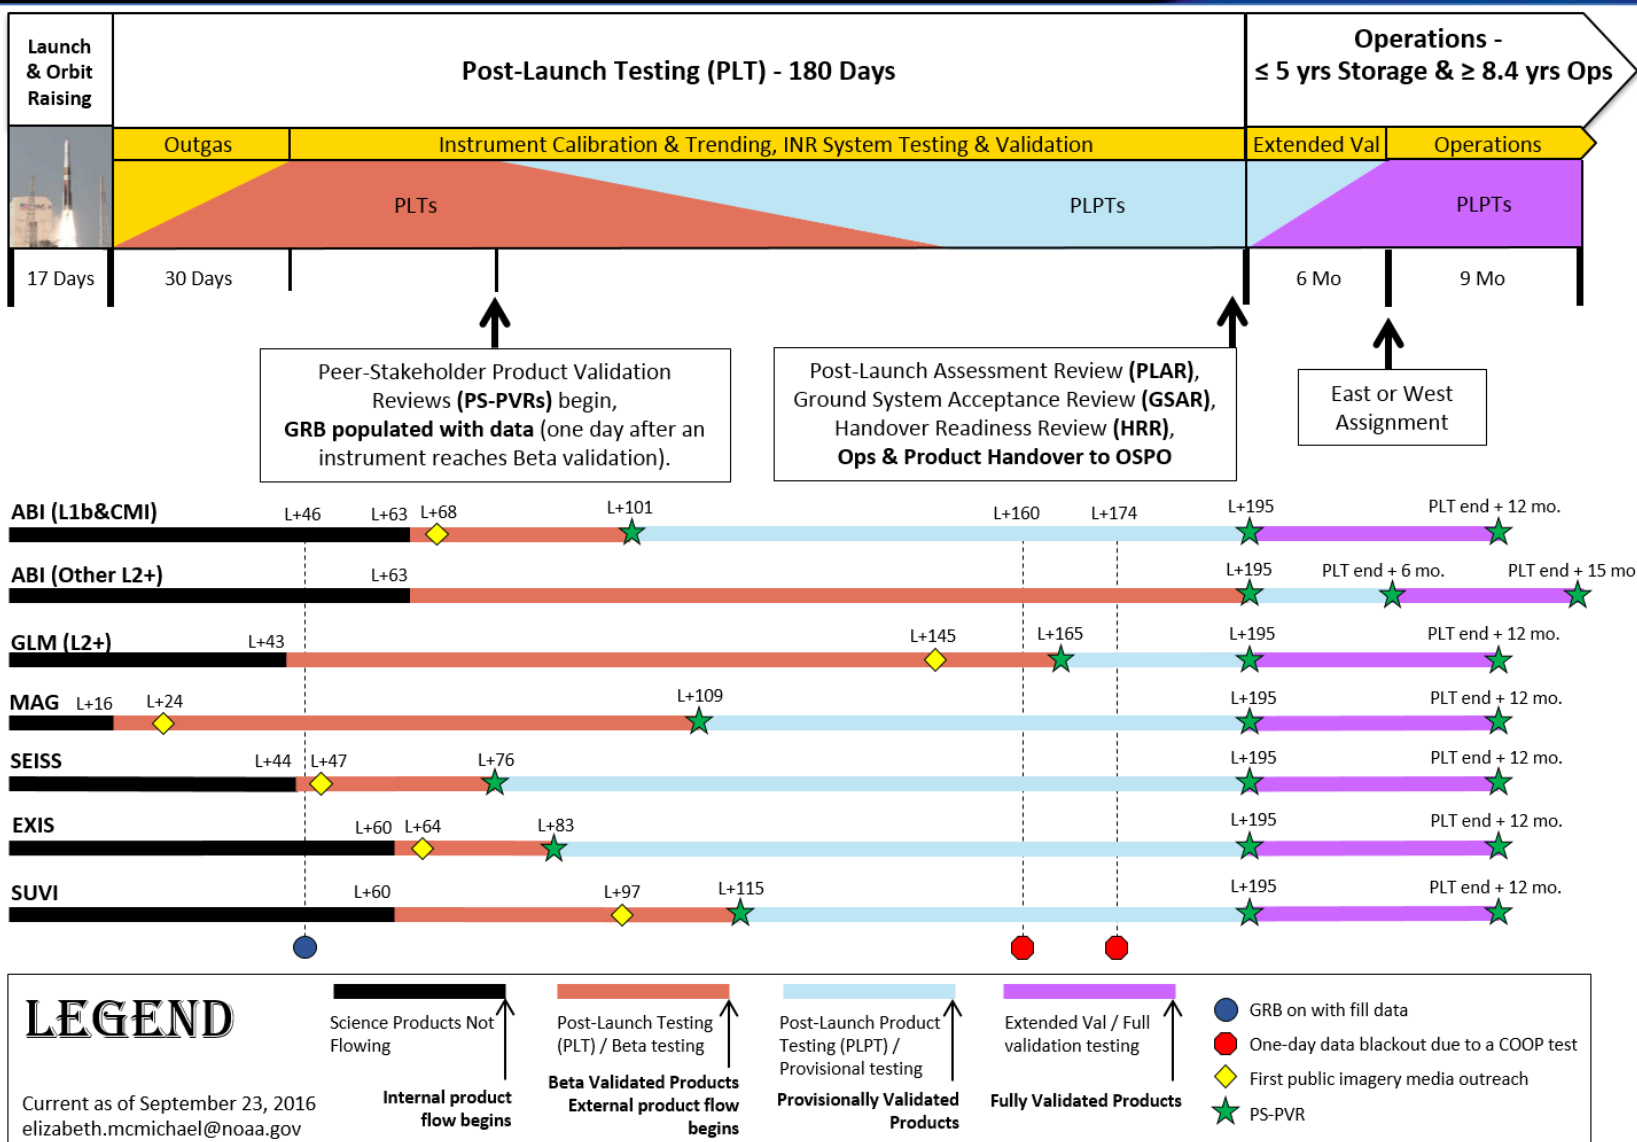 Launch
& Orbit
Raising
Post-Launch Testing (PLT) - 180 Days
Operations -
≤ 5 yrs Storage & ≥ 8.4 yrs Ops
Outgas
Instrument Calibration & Trending, INR System Testing & Validation
Extended Val
Operations
PLTs
PLPTs
PLPTs
17 Days
30 Days
6 Mo
9 Mo
Peer-Stakeholder Product Validation
Reviews (PS-PVRs) begin,
GRB populated with data (one day after an
instrument reaches Beta validation).
Post-Launch Assessment Review (PLAR),
Ground System Acceptance Review (GSAR),
Handover Readiness Review (HRR),
Ops & Product Handover to OSPO
East or West
Assignment
ABI (L1b&CMI)
L+46
L+63
L+68
L+101
L+160
L+174
L+195
PLT end + 12 mo.
ABI (Other L2+)
L+63
L+195
PLT end + 6 mo.
PLT end + 15 mo
GLM (L2+)
L+43
L+145
L+165
L+195
PLT end + 12 mo.
MAG
L+16
L+24
L+109
L+195
PLT end + 12 mo.
SEISS
L+44
L+47
L+76
L+195
PLT end + 12 mo.
EXIS
L+60
L+64
L+83
L+195
PLT end + 12 mo.
SUVI
L+60
L+97
L+115
L+195
PLT end + 12 mo.
LEGEND
Current as of September 23, 2016
elizabeth.mcmichael@noaa.gov
Science Products Not
Flowing
Internal product
flow begins
Post-Launch Testing
(PLT) / Beta testing
Beta Validated Products
External product flow
begins
Post-Launch Product
Testing (PLPT) /
Provisional testing
Provisionally Validated
Products
Extended Val / Full
validation testing
Fully Validated Products
GRB on with fill data
One-day data blackout due to a COOP test
First public imagery media outreach
PS-PVR